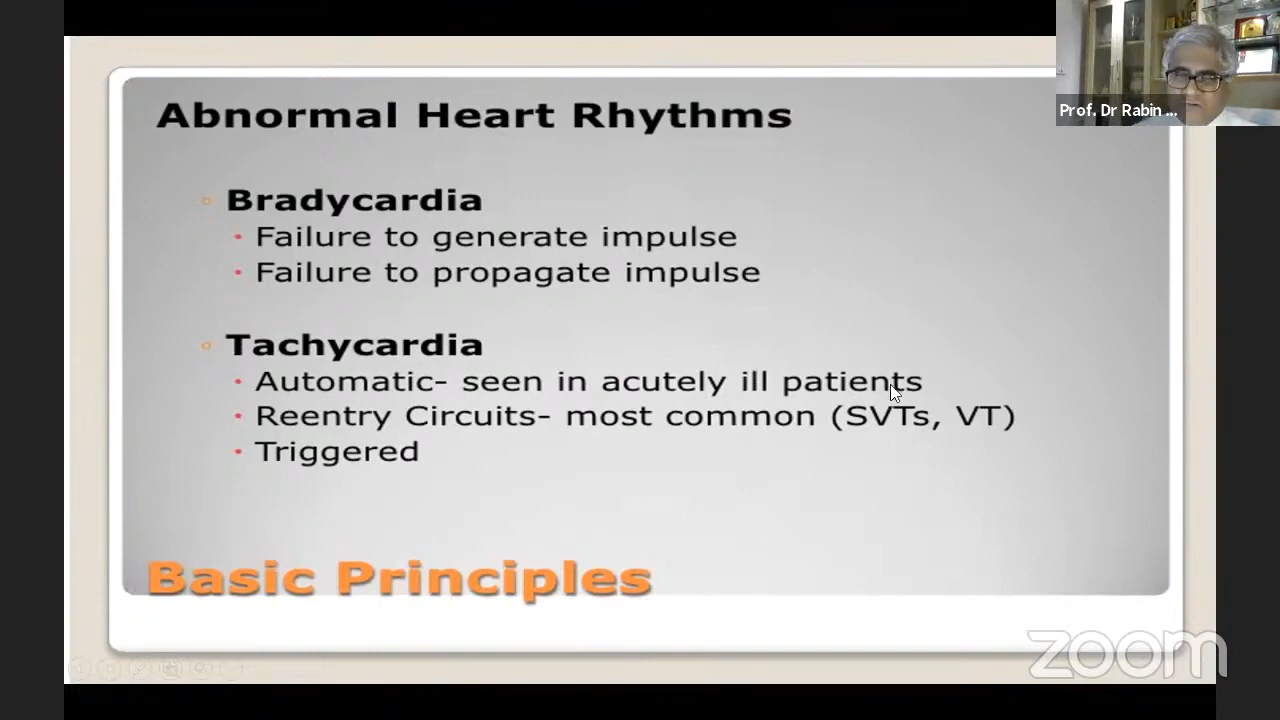 Abnormal Heart Rhythms
Bradycardia
Failure to generate impulse
Failure to propagate impulse
Tachycardia
Automatic- seen in acutely ill patients
Reentry Circuits- most common (SVTs, VT)
Triggered
Basic Principles
Prof. Dr Rabin ...
zoom